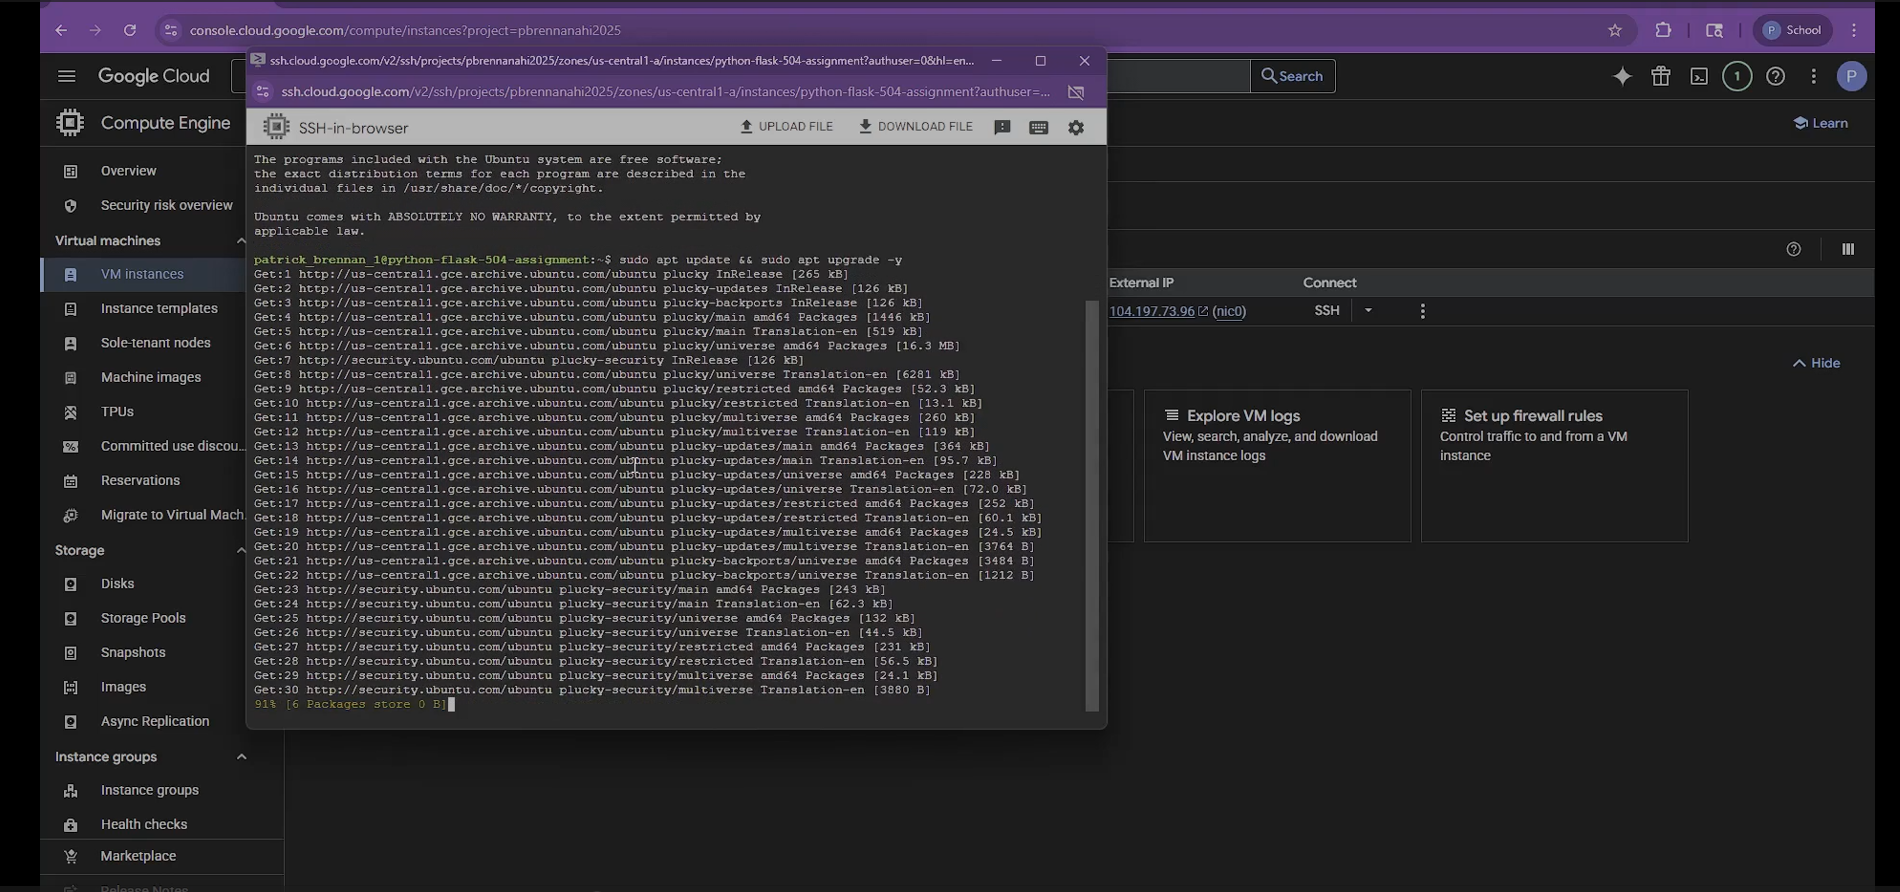 console.cloud.google.com/compute/instances?project=pbrennanahi2025
School
ssh.cloud.google.com/v2/ssh/projects/pbrennanahi2025/zones/us-central1-a/instances/python-flask-504-assignment?authuser=0&hl=en...
Google Cloud
Search
1
P
ssh.cloud.google.com/v2/ssh/projects/pbrennanahi2025/zones/us-central1-a/instances/python-flask-504-assignment?authuser=...
Compute Engine
Learn
SSH-in-browser
UPLOAD FILE
DOWNLOAD FILE
Overview
Security risk overview
Virtual machines
VM instances
Instance templates
Sole-tenant nodes
Machine images
TPUs
Committed use discou...
Reservations
Migrate to Virtual Mach...
Storage
Disks
Storage Pools
Snapshots
Images
Async Replication
Instance groups
Instance groups
Health checks
Marketplace
Release Notes
The programs included with the Ubuntu system are free software;
the exact distribution terms for each program are described in the
individual files in /usr/share/doc/*/copyright.
Ubuntu comes with ABSOLUTELY NO WARRANTY, to the extent permitted by
applicable law.
patrick_brennan_1@python-flask-504-assignment:~$ sudo apt update && sudo apt upgrade -y
Get:1 http://us-central1.gce.archive.ubuntu.com/ubuntu plucky InRelease [265 kB]
Get:2 http://us-central1.gce.archive.ubuntu.com/ubuntu plucky-updates InRelease [126 kB]
Get:3 http://us-central1.gce.archive.ubuntu.com/ubuntu plucky-backports InRelease [126 kB]
Get:4 http://us-central1.gce.archive.ubuntu.com/ubuntu plucky/main amd64 Packages [1446 kB]
Get:5 http://us-central1.gce.archive.ubuntu.com/ubuntu plucky/main Translation-en [519 kB]
Get:6 http://us-central1.gce.archive.ubuntu.com/ubuntu plucky/universe amd64 Packages [16.3 MB]
Get:7 http://security.ubuntu.com/ubuntu plucky-security InRelease [126 kB]
Get:8 http://us-central1.gce.archive.ubuntu.com/ubuntu plucky/universe Translation-en [6281 kB]
Get:9 http://us-central1.gce.archive.ubuntu.com/ubuntu plucky/restricted amd64 Packages [52.3 kB]
Get:10 http://us-central1.gce.archive.ubuntu.com/ubuntu plucky/restricted Translation-en [13.1 kB]
Get:11 http://us-central1.gce.archive.ubuntu.com/ubuntu plucky/multiverse amd64 Packages [260 kB]
Get:12 http://us-central1.gce.archive.ubuntu.com/ubuntu plucky/multiverse Translation-en [119 kB]
Get:13 http://us-central1.gce.archive.ubuntu.com/ubuntu plucky-updates/main amd64 Packages [364 kB]
Get:14 http://us-central1.gce.archive.ubuntu.com/ubuntu plucky-updates/main Translation-en [95.7 kB]
Get:15 http://us-central1.gce.archive.ubuntu.com/ubuntu plucky-updates/universe amd64 Packages [228 kB]
Get:16 http://us-central1.gce.archive.ubuntu.com/ubuntu plucky-updates/universe Translation-en [72.0 kB]
Get:17 http://us-central1.gce.archive.ubuntu.com/ubuntu plucky-updates/restricted amd64 Packages [252 kB]
Get:18 http://us-central1.gce.archive.ubuntu.com/ubuntu plucky-updates/restricted Translation-en [60.1 kB]
Get:19 http://us-central1.gce.archive.ubuntu.com/ubuntu plucky-updates/multiverse amd64 Packages [24.5 kB]
Get:20 http://us-central1.gce.archive.ubuntu.com/ubuntu plucky-updates/multiverse Translation-en [3764 B]
Get:21 http://us-central1.gce.archive.ubuntu.com/ubuntu plucky-backports/universe amd64 Packages [3484 B]
Get:22 http://us-central1.gce.archive.ubuntu.com/ubuntu plucky-backports/universe Translation-en [1212 B]
Get:23 http://security.ubuntu.com/ubuntu plucky-security/main amd64 Packages [243 kB]
Get:24 http://security.ubuntu.com/ubuntu plucky-security/main Translation-en [62.3 kB]
Get:25 http://security.ubuntu.com/ubuntu plucky-security/universe amd64 Packages [132 kB]
Get:26 http://security.ubuntu.com/ubuntu plucky-security/universe Translation-en [44.5 kB]
Get:27 http://security.ubuntu.com/ubuntu plucky-security/restricted amd64 Packages [231 kB]
Get:28 http://security.ubuntu.com/ubuntu plucky-security/restricted Translation-en [56.5 kB]
Get:29 http://security.ubuntu.com/ubuntu plucky-security/multiverse amd64 Packages [24.1 kB]
Get:30 http://security.ubuntu.com/ubuntu plucky-security/multiverse Translation-en [3880 B]
91% [6 Packages store 0 B]
External IP
Connect
104.197.73.96 (nic0)
SSH
Hide
Explore VM logs
View, search, analyze, and download
VM instance logs
Set up firewall rules
Control traffic to and from a VM
instance